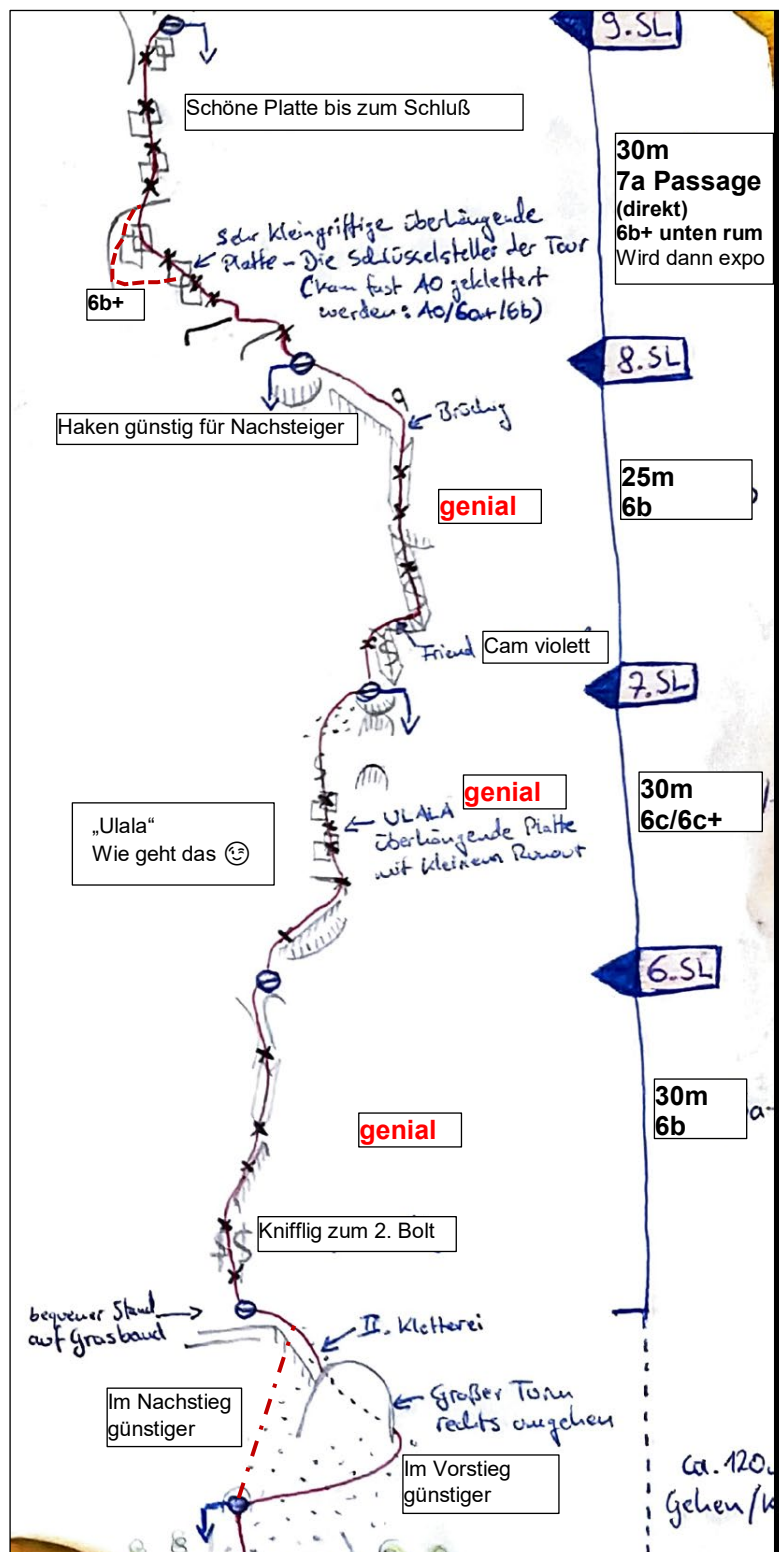 9.SL
Schöne Platte bis zum Schluß
30m
7a Passage
(direkt)
6b+ unten rum
Wird dann expo
Sehr kleingriffige überhängende
Platte – Die Schlüsselstelle der Tour
(kann fast A0 geklettert
werden: A0/6a+/6b)
6b+
8.SL
Haken günstig für Nachsteiger
Brüchig
genial
25m
6b
Friend
Cam violett
7.SL
genial
30m
6c/6c+
„Ulala“
Wie geht das 😉
ULALA
überhängende Platte
mit kleinem Runout
6.SL
30m
6b
a-
genial
Knifflig zum 2. Bolt
bequemer Stand
auf Grasband
II. Kletterei
Großer Turm
rechts umgehen
Im Nachstieg
günstiger
Im Vorstieg
günstiger
ca. 120
Gehen/K